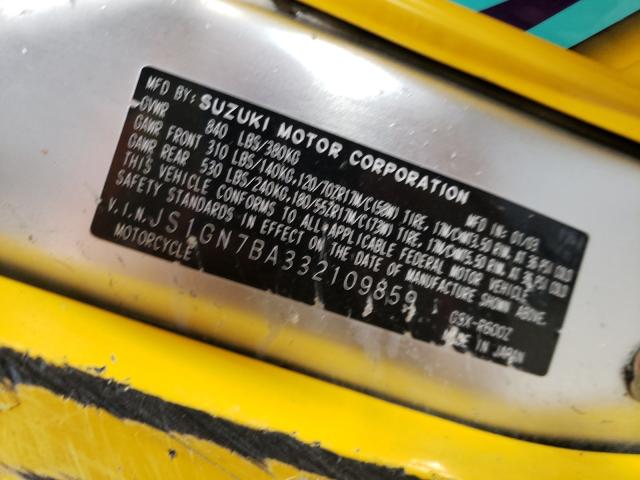 MFD BY: SUZUKI MOTOR CORPORATION
GVWR 840 LBS/380KG IN 01/03
GAWR FRONT 310 LBS/140KG, 120/70ZR17M/C(58W) TIRE, 17M/CXMT3.50 RIM, AT 36 PSI COLD
GAWR REAR 530 LBS/240KG, 180/55ZR17M/C(73W) TIRE, 17M/CXMT5.50 RIM, AT 36 PSI COLD
THIS VEHICLE CONFORMS TO ALL APPLICABLE FEDERAL MOTOR VEHICLE
SAFETY STANDARDS IN EFFECT ON THE DATE OF MANUFACTURE SHOWN ABOVE.
V.I.N. JS1GN7BA332109859 GSX-R600Z
MOTORCYCLE MADE IN JAPAN